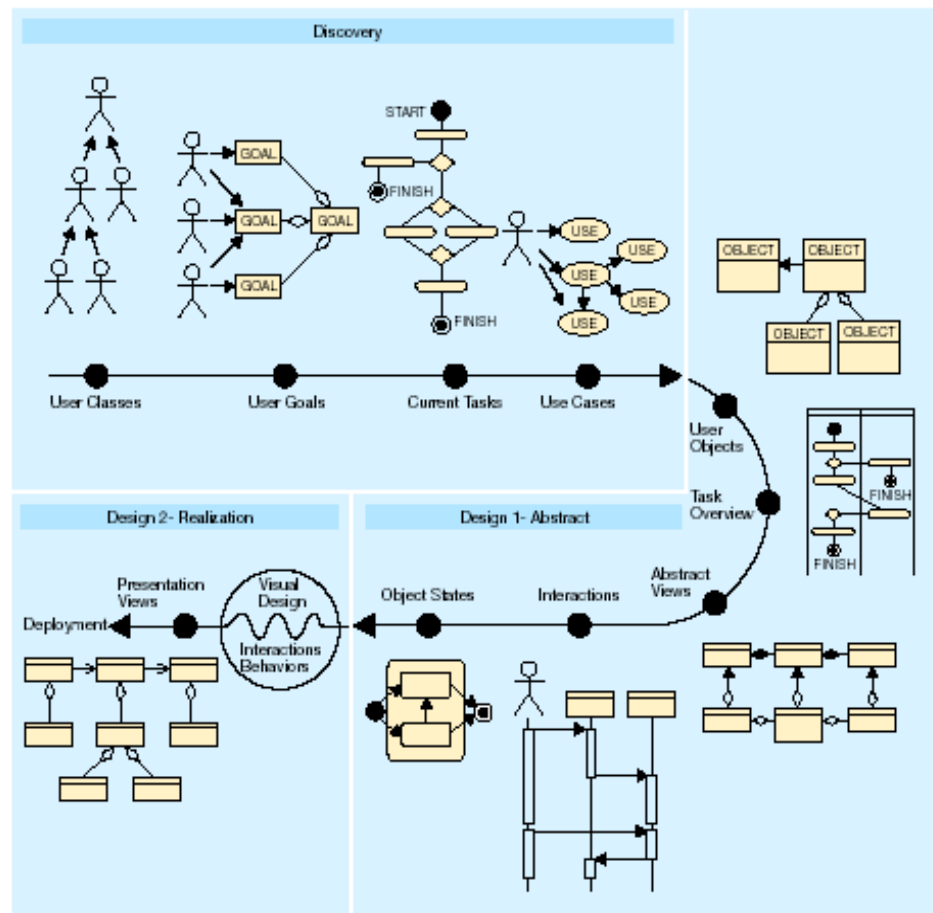 Discovery
START
GOAL
FINISH
GOAL
GOAL
USE
USE
USE
GOAL
USE
USE
FINISH
OBJECT
OBJECT
OBJECT
OBJECT
User Classes
User Goals
Current Tasks
Use Cases
User
Objects
Task
Overview
FINISH
FINISH
Design 2- Realization
Design 1- Abstract
Presentation
Views
Visual
Design
Object States
Interactions
Abstract
Views
Deployment
Interactions
Behaviors